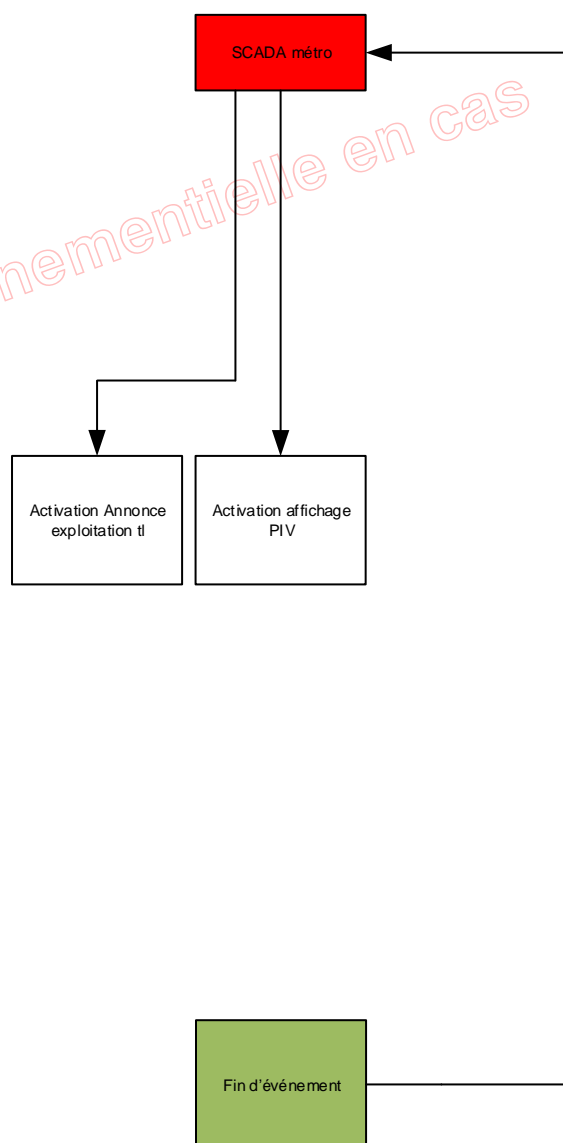 SCADA métro
nementielle en cas
Activation Annonce
exploitation tl
Activation affichage
PIV
Fin d’événement